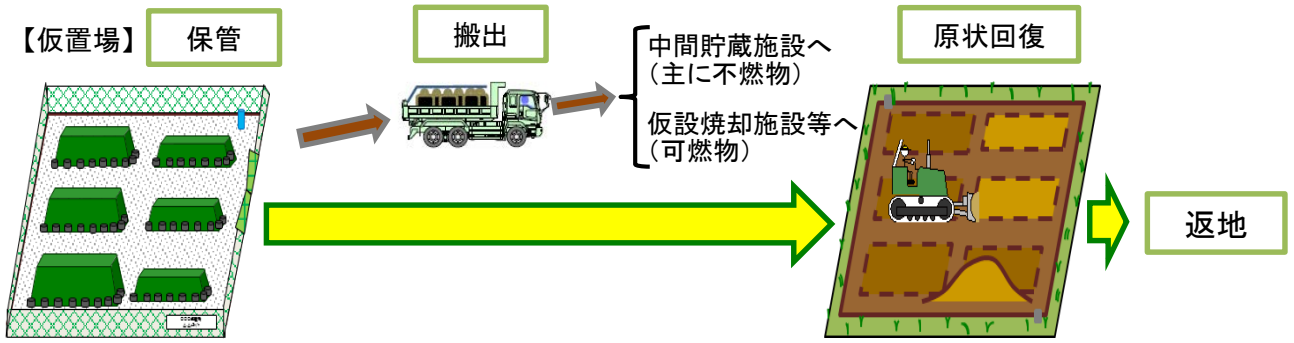 【仮置場】
保管
搬出
中間貯蔵施設へ
（主に不燃物）
仮設焼却施設等へ
（可燃物）
原状回復
返地